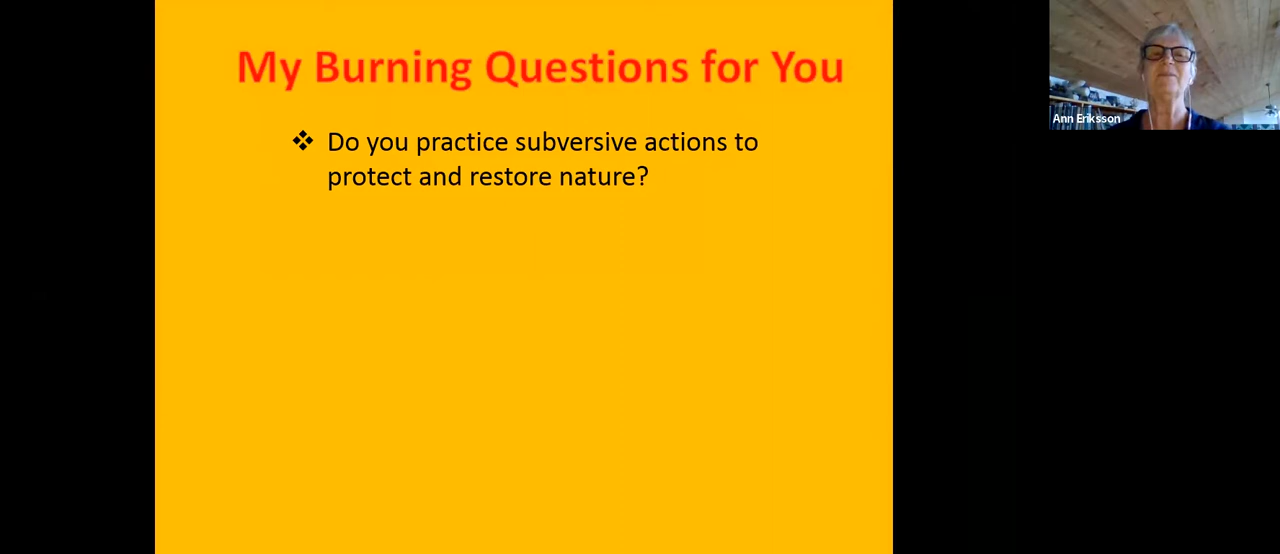 My Burning Questions for You
❖ Do you practice subversive actions to
protect and restore nature?
Ann Eriksson